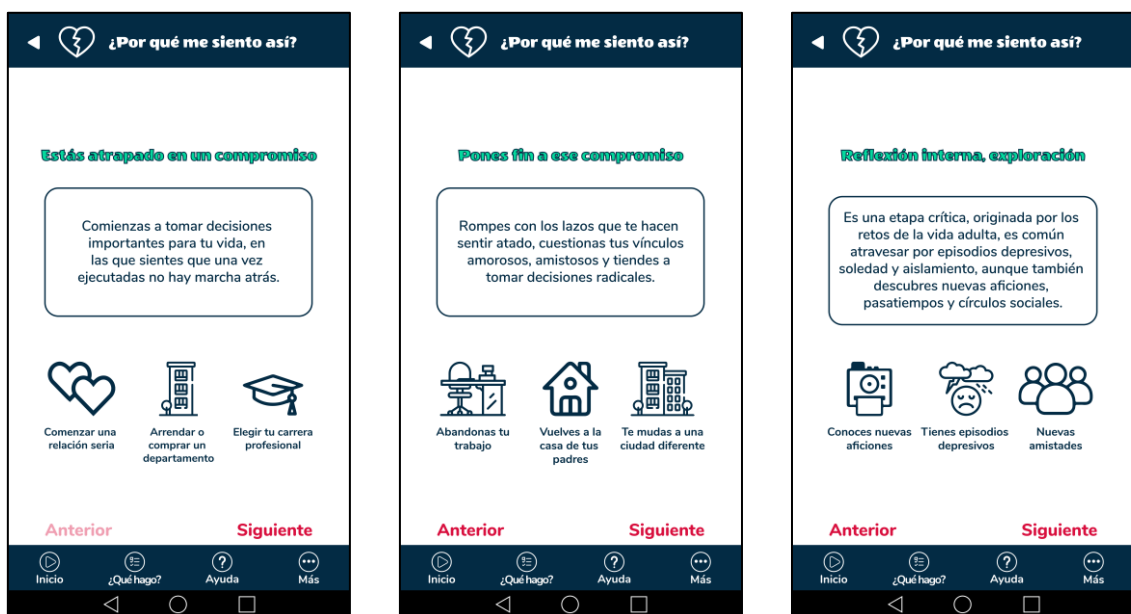 ¿Por qué me siento así?
Estás atrapado en un compromiso
Comienzas a tomar decisiones
importantes para tu vida, en
las que sientes que una vez
ejecutadas no hay marcha atrás.
Comenzar una
relación seria
Arrendar o
comprar un
departamento
Elegir tu carrera
profesional
Anterior
Siguiente
Inicio
¿Qué hago?
Ayuda
Más
¿Por qué me siento así?
Pones fin a ese compromiso
Rompes con los lazos que te hacen
sentir atado, cuestionas tus vínculos
amorosos, amistosos y tiendes a
tomar decisiones radicales.
Abandonas tu
trabajo
Vuelves a la
casa de tus
padres
Te mudas a una
ciudad diferente
Anterior
Siguiente
Inicio
¿Qué hago?
Ayuda
Más
¿Por qué me siento así?
Reflexión interna, exploración
Es una etapa crítica, originada por los
retos de la vida adulta, es común
atravesar por episodios depresivos,
soledad y aislamiento, aunque también
descubres nuevas aficiones,
pasatiempos y círculos sociales.
Conoces nuevas
aficiones
Tienes episodios
depresivos
Nuevas
amistades
Anterior
Siguiente
Inicio
¿Qué hago?
Ayuda
Más